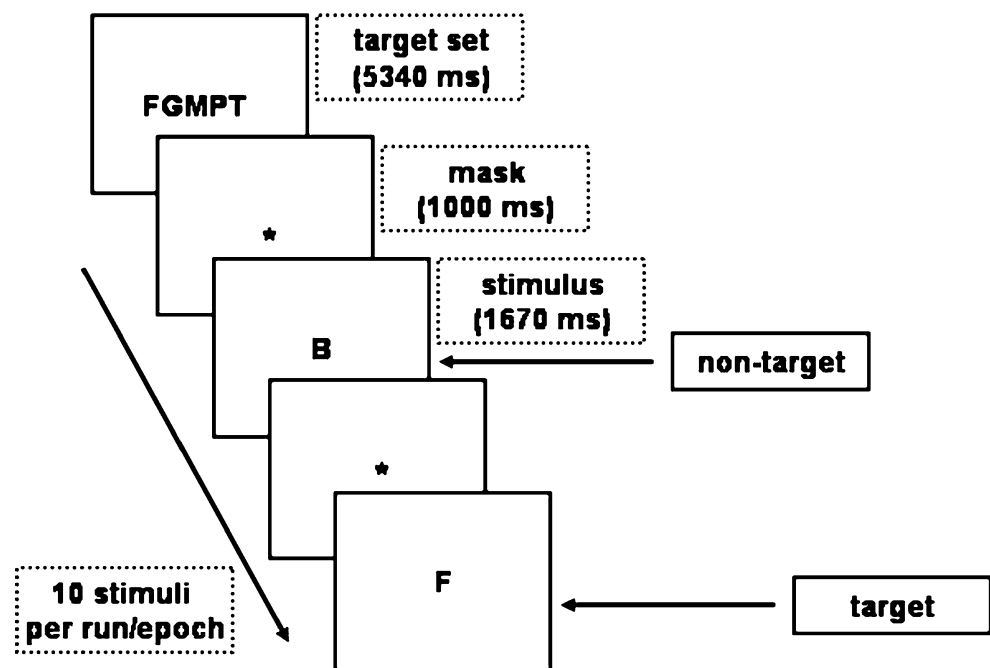 target set
(5340 ms)
FGMPT
mask
(1000 ms)
*
stimulus
(1670 ms)
B
non-target
*
F
target
10 stimuli
per run/epoch